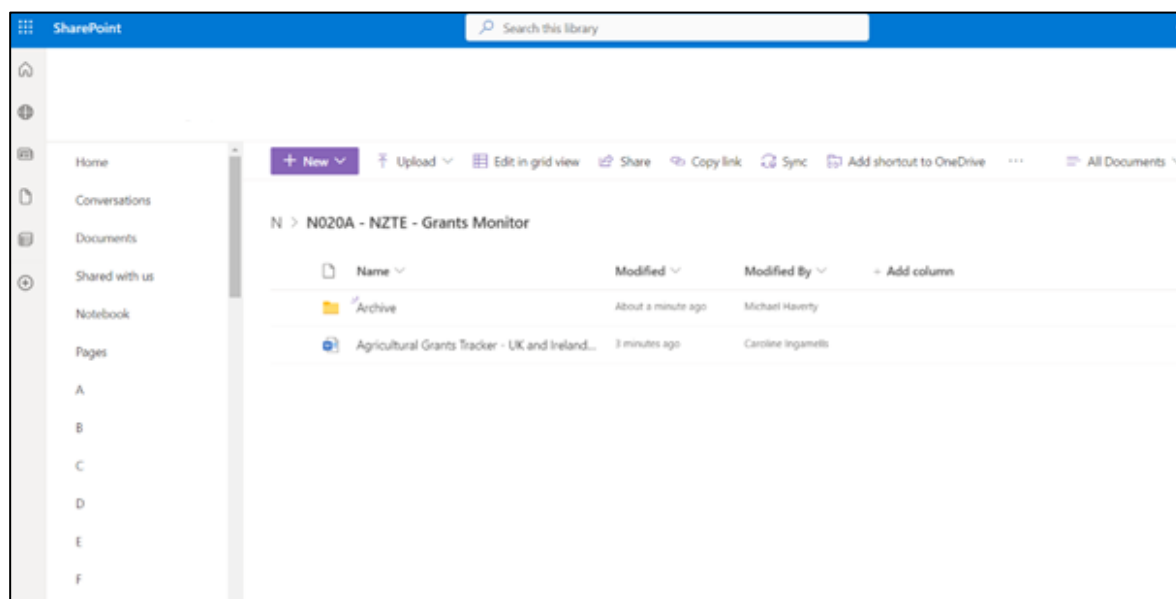 SharePoint
Search this library
Home
Conversations
Documents
Shared with us
Notebook
Pages
A
B
C
D
E
F
+ New
Upload
Edit in grid view
Share
Copy link
Sync
Add shortcut to OneDrive
...
All Documents
N > N020A - NZTE - Grants Monitor
Name Modified Modified By + Add column
Archive About a minute ago Michael Haverty
Agricultural Grants Tracker - UK and Ireland... 3 minutes ago Caroline Ingamells